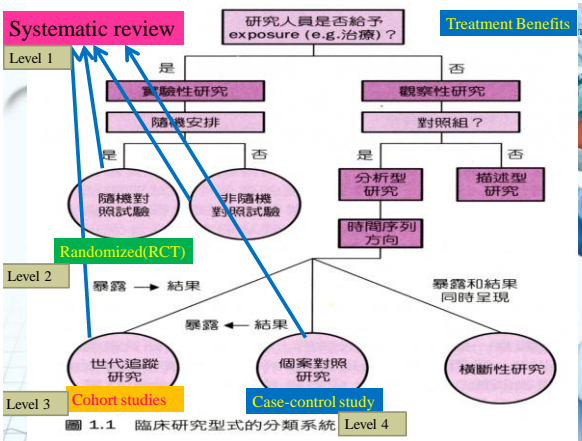 Systematic review
研究人員是否給予
exposure (e.g.治療)？
Treatment Benefits
Level 1
是
否
實驗性研究
觀察性研究
隨機安排
對照組？
是
否
是
否
隨機對
照試驗
非隨機
對照試驗
分析型
研究
描述型
研究
時間序列
方向
Randomized(RCT)
Level 2
暴露 → 結果
暴露和結果
同時呈現
暴露 ← 結果
世代追蹤
研究
個案對照
研究
橫斷性研究
Level 3
Cohort studies
Case-control study
圖 1.1 臨床研究型式的分類系統
Level 4